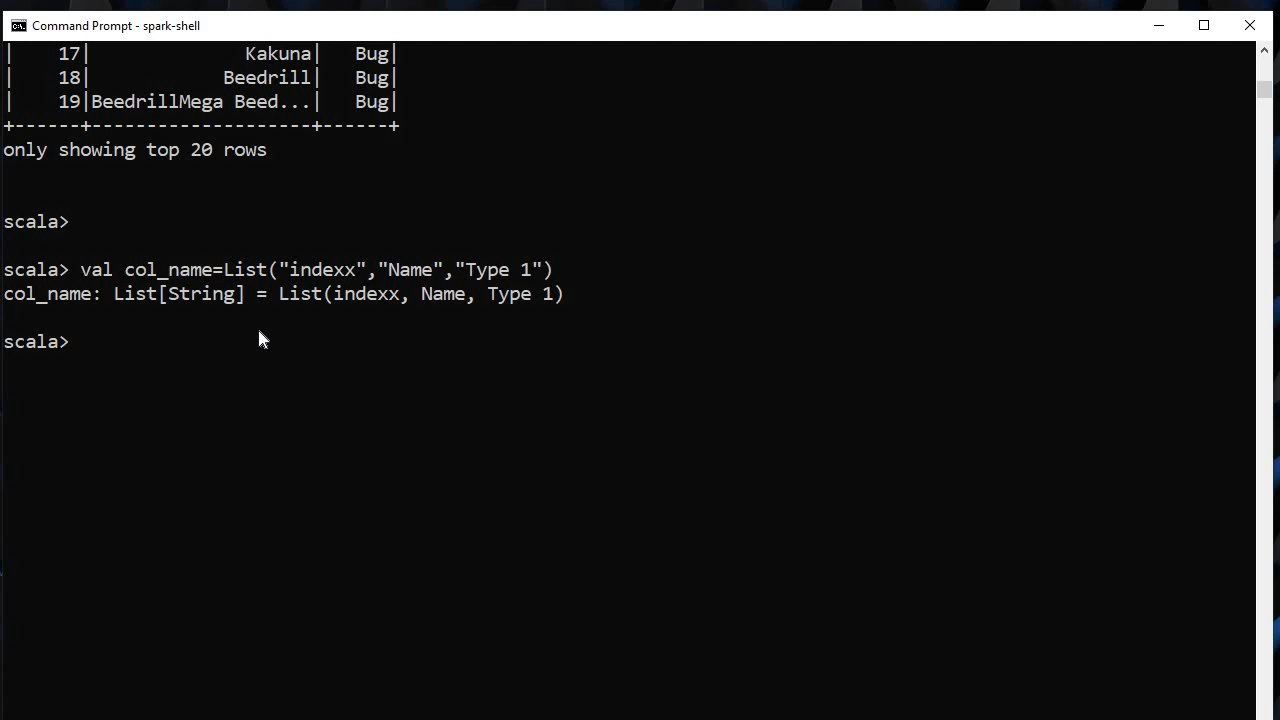 Command Prompt - spark-shell
|    17|              Kakuna|   Bug|
|    18|            Beedrill|   Bug|
|    19|BeedrillMega Beed...|   Bug|
+------+--------------------+------+
only showing top 20 rows
scala>
scala> val col_name=List("indexx","Name","Type 1")
col_name: List[String] = List(indexx, Name, Type 1)
scala>